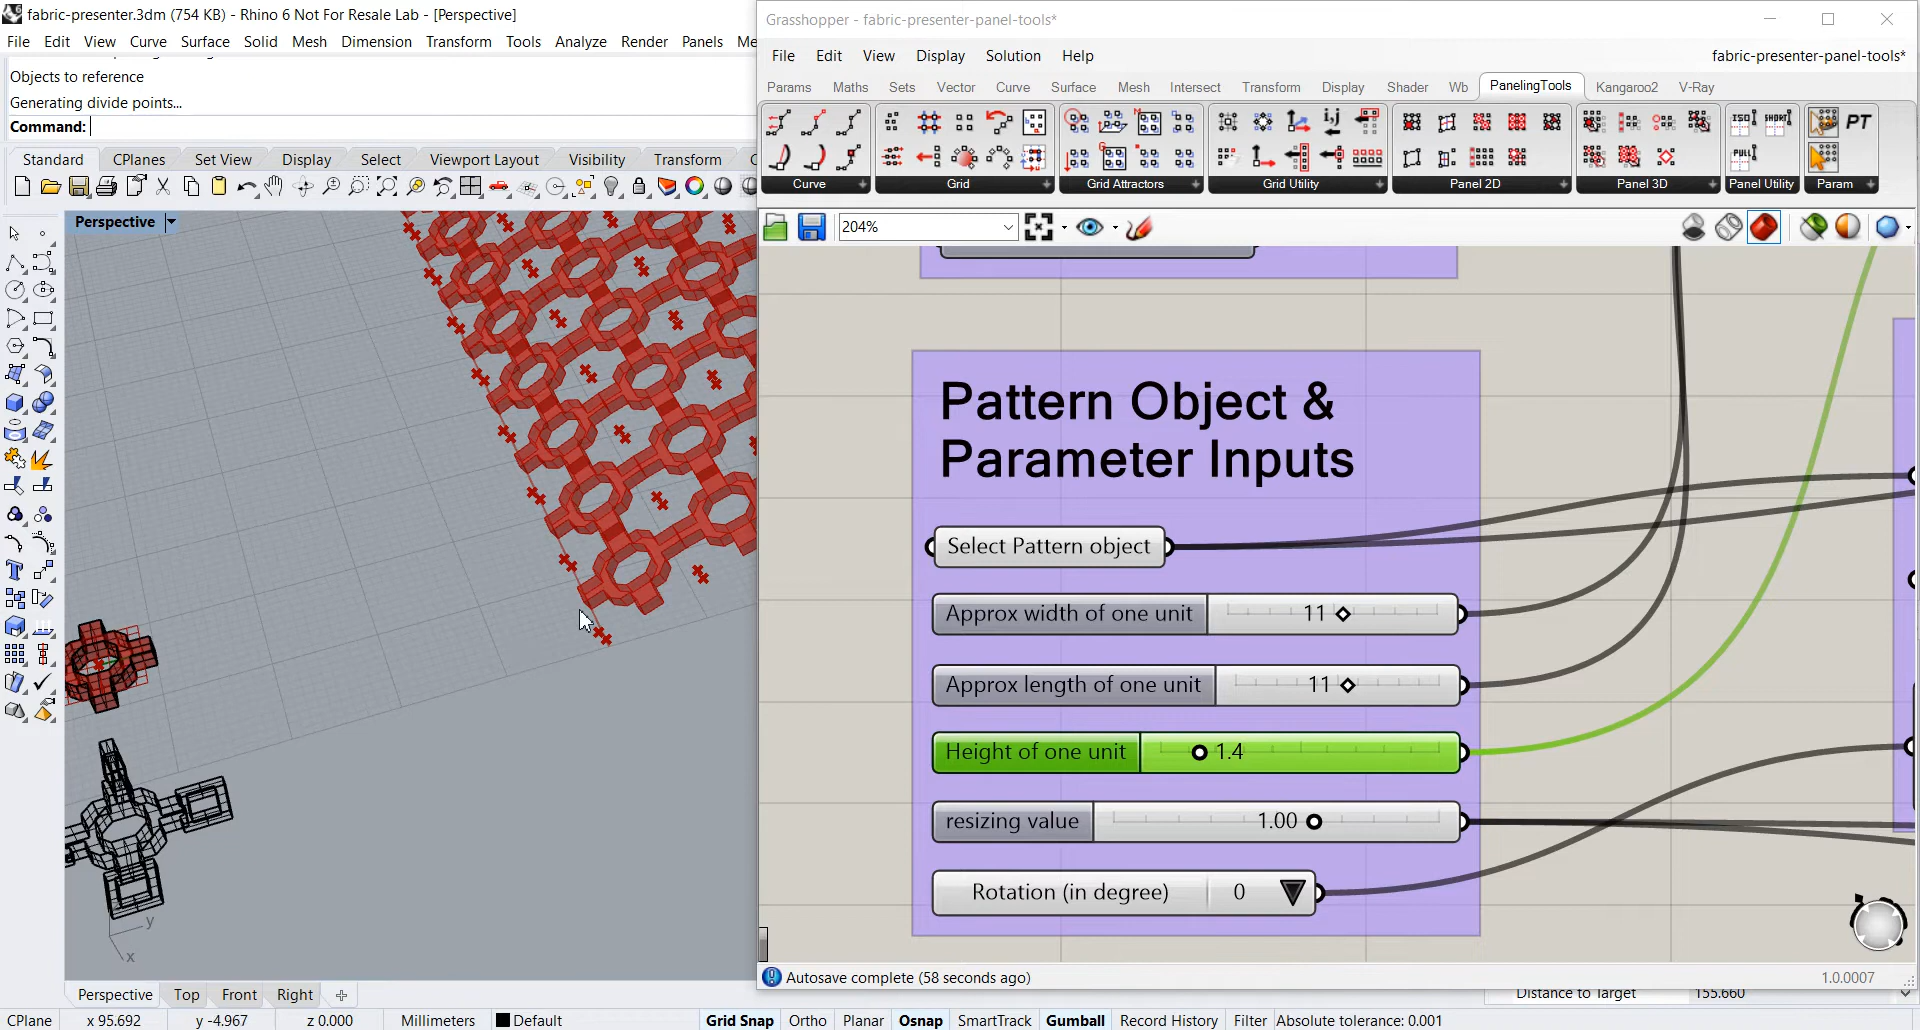 fabric-presenter.3dm (754 KB) - Rhino 6 Not For Resale Lab - [Perspective]
File Edit View Curve Surface Solid Mesh Dimension Transform Tools Analyze Render Panels Me
Objects to reference
Generating divide points...
Command:
Standard CPlanes Set View Display Select Viewport Layout Visibility Transform C
Perspective
y
x
Perspective Top Front Right
CPlane x 95.692 y -4.967 z 0.000 Millimeters Default Grid Snap Ortho Planar Osnap SmartTrack Gumball Record History Filter Absolute tolerance: 0.001
Grasshopper - fabric-presenter-panel-tools*
File Edit View Display Solution Help fabric-presenter-panel-tools*
Params Maths Sets Vector Curve Surface Mesh Intersect Transform Display Shader Wb PanelingTools Kangaroo2 V-Ray
Curve Grid Grid Attractors Grid Utility Panel 2D Panel 3D Panel Utility Param
204%
Pattern Object &
Parameter Inputs
Select Pattern object
Approx width of one unit 11
Approx length of one unit 11
Height of one unit 1.4
resizing value 1.00
Rotation (in degree) 0
Autosave complete (58 seconds ago) 1.0.0007
Distance to Target 155.660